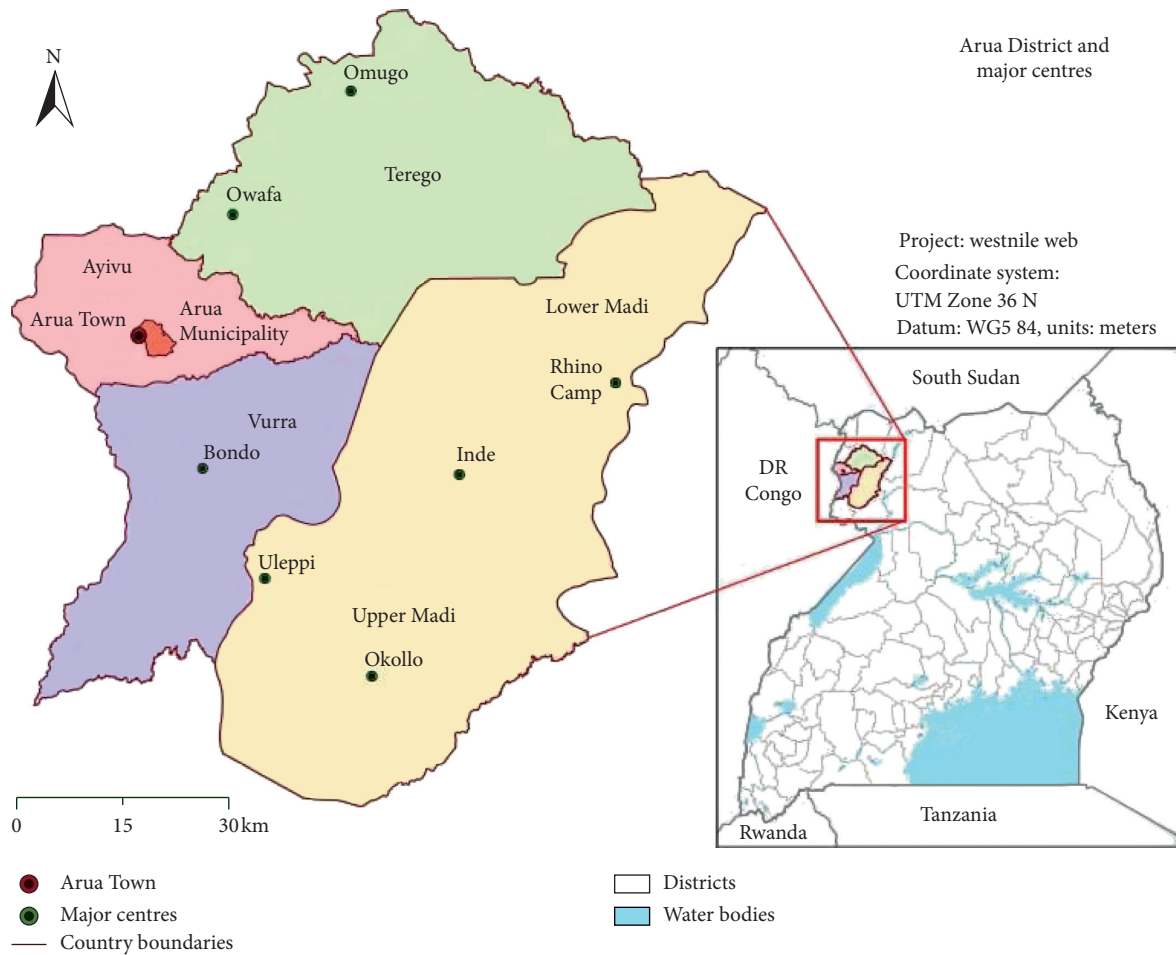 Arua District and
major centres
N
Omugo
Terego
Owafa
Ayivu
Arua Town
Arua
Municipality
Lower Madi
Rhino
Camp
Vurra
Bondo
Inde
Uleppi
Upper Madi
Okollo
Project: westnile web
Coordinate system:
UTM Zone 36 N
Datum: WG5 84, units: meters
South Sudan
DR
Congo
Kenya
Tanzania
Rwanda
0 15 30 km
Arua Town
Major centres
Country boundaries
Districts
Water bodies